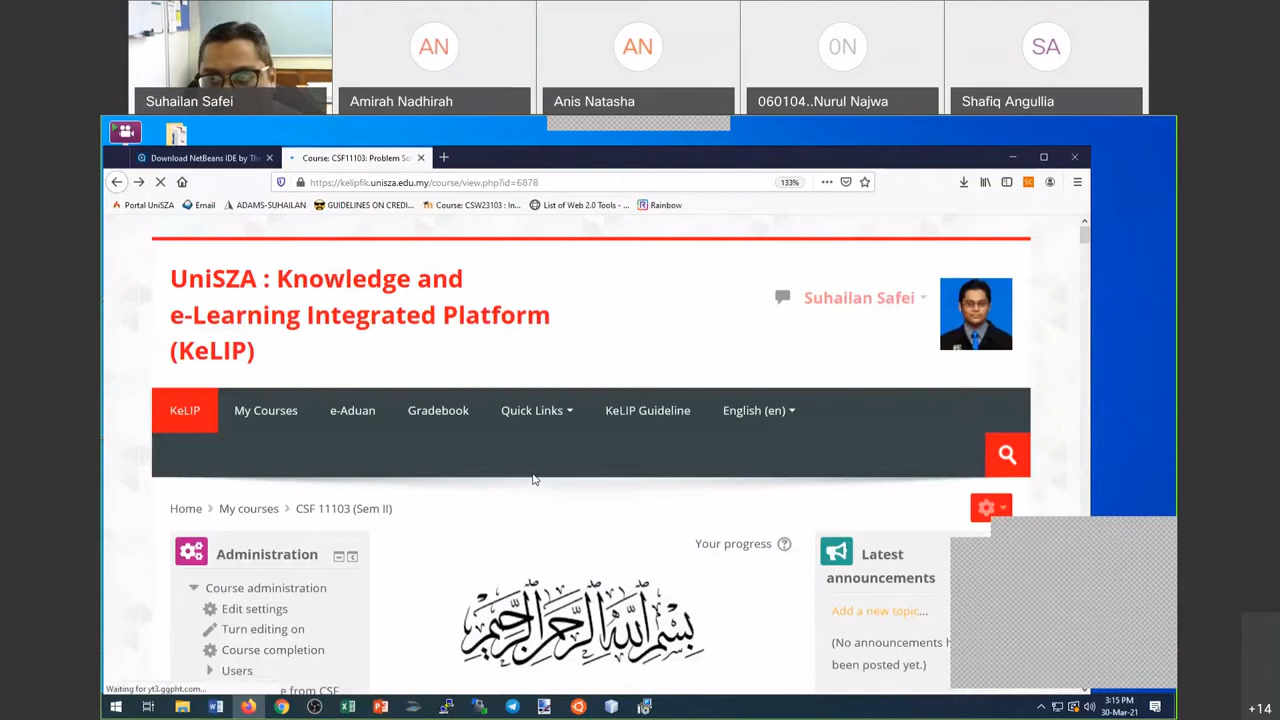 AN
AN
0N
SA
Suhailan Safei
Amirah Nadhirah
Anis Natasha
060104..Nurul Najwa
Shafiq Angullia
Download NetBeans IDE by The
Course: CSF11103: Problem So
https://kelipfik.unisza.edu.my/course/view.php?id=6878
133%
Portal UniSZA
Email
ADAMS-SUHAILAN
GUIDELINES ON CREDI...
Course: CSW23103 : In...
List of Web 2.0 Tools - ...
Rainbow
UniSZA : Knowledge and
e-Learning Integrated Platform
(KeLIP)
Suhailan Safei
KeLIP
My Courses
e-Aduan
Gradebook
Quick Links
KeLIP Guideline
English (en)
Home
My courses
CSF 11103 (Sem II)
Administration
Course administration
Edit settings
Turn editing on
Course completion
Users
e from CSF
Your progress
بسم الله الرحمن الرحيم
Latest
announcements
Add a new topic...
(No announcements h
been posted yet.)
Waiting for yt3.ggpht.com...
3:15 PM
30-Mar-21
+14